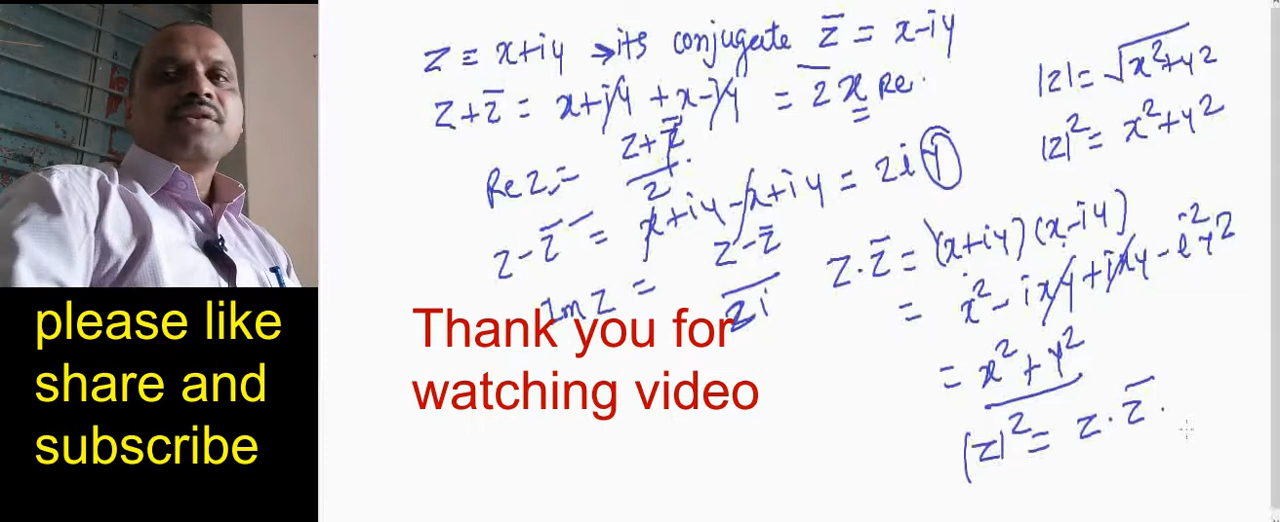 z = x+iy →its conjugate z̅ = x-iy
z+z̅ = x+iy +x-iy = 2x Re.
Re z = z+z̅ / 2
z-z̅ = x+iy-x+iy = 2iy
Im z = z-z̅ / 2i
|z| = √x²+y²
|z|² = x²+y²
z.z̅ = (x+iy)(x-iy)
= x²-ixy+ixy-i²y²
= x²+y²
|z|² = z.z̅.
Thank you for
watching video
please like
share and
subscribe